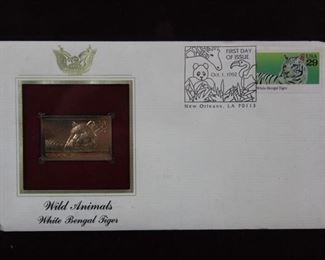 FIRST DAY
OF ISSUE
Oct. 1, 1992
New Orleans, LA 70113
USA
29
White Bengal Tiger
Wild Animals
White Bengal Tiger